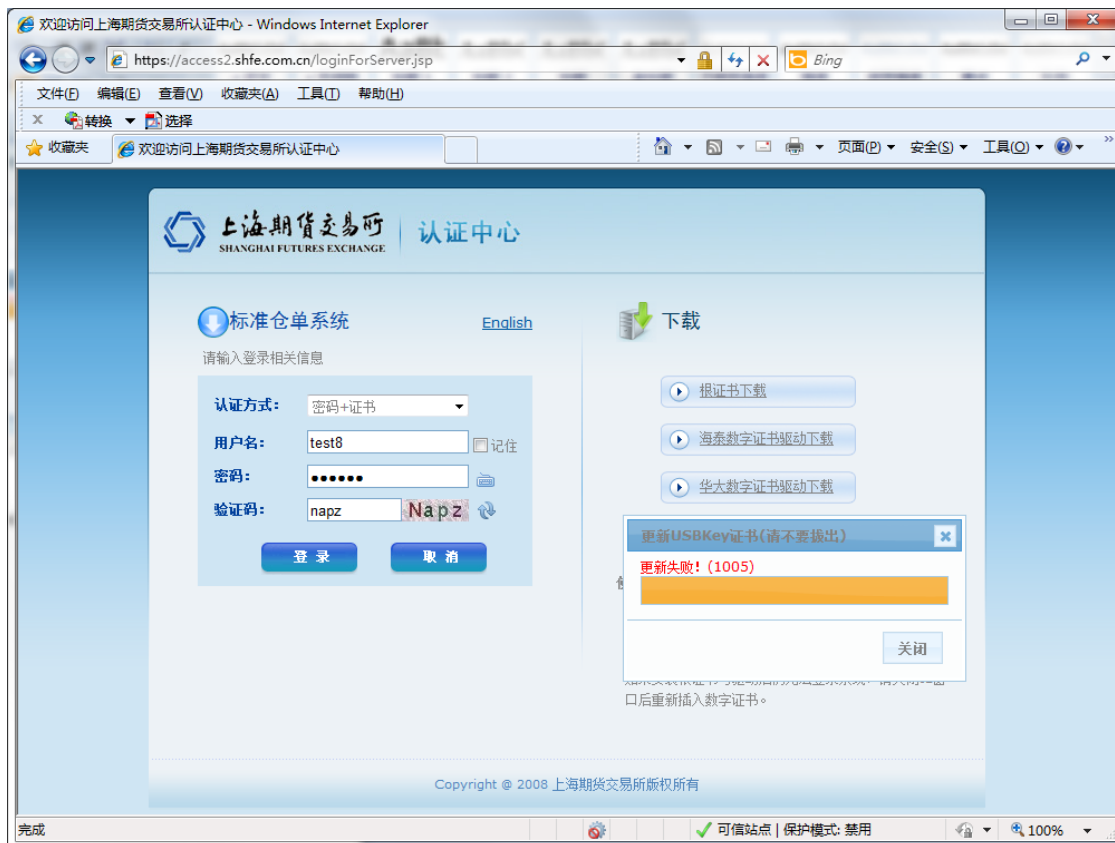 欢迎访问上海期货交易所认证中心 - Windows Internet Explorer
https://access2.shfe.com.cn/loginForServer.jsp
Bing
文件(F) 编辑(E) 查看(V) 收藏夹(A) 工具(T) 帮助(H)
x 转换 选择
收藏夹 欢迎访问上海期货交易所认证中心 页面(P) 安全(S) 工具(O) »
上海期货交易所
SHANGHAI FUTURES EXCHANGE
认证中心
标准仓单系统 English
请输入登录相关信息
认证方式: 密码+证书
用户名: test8 记住
密码: ••••••
验证码: napz Napz
登录 取消
下载
根证书下载
海泰数字证书驱动下载
华大数字证书驱动下载
更新USBKey证书(请不要拔出)
更新失败! (1005)
关闭
口后重新插入数字证书。
Copyright @ 2008 上海期货交易所版权所有
完成 可信站点 | 保护模式: 禁用 100%